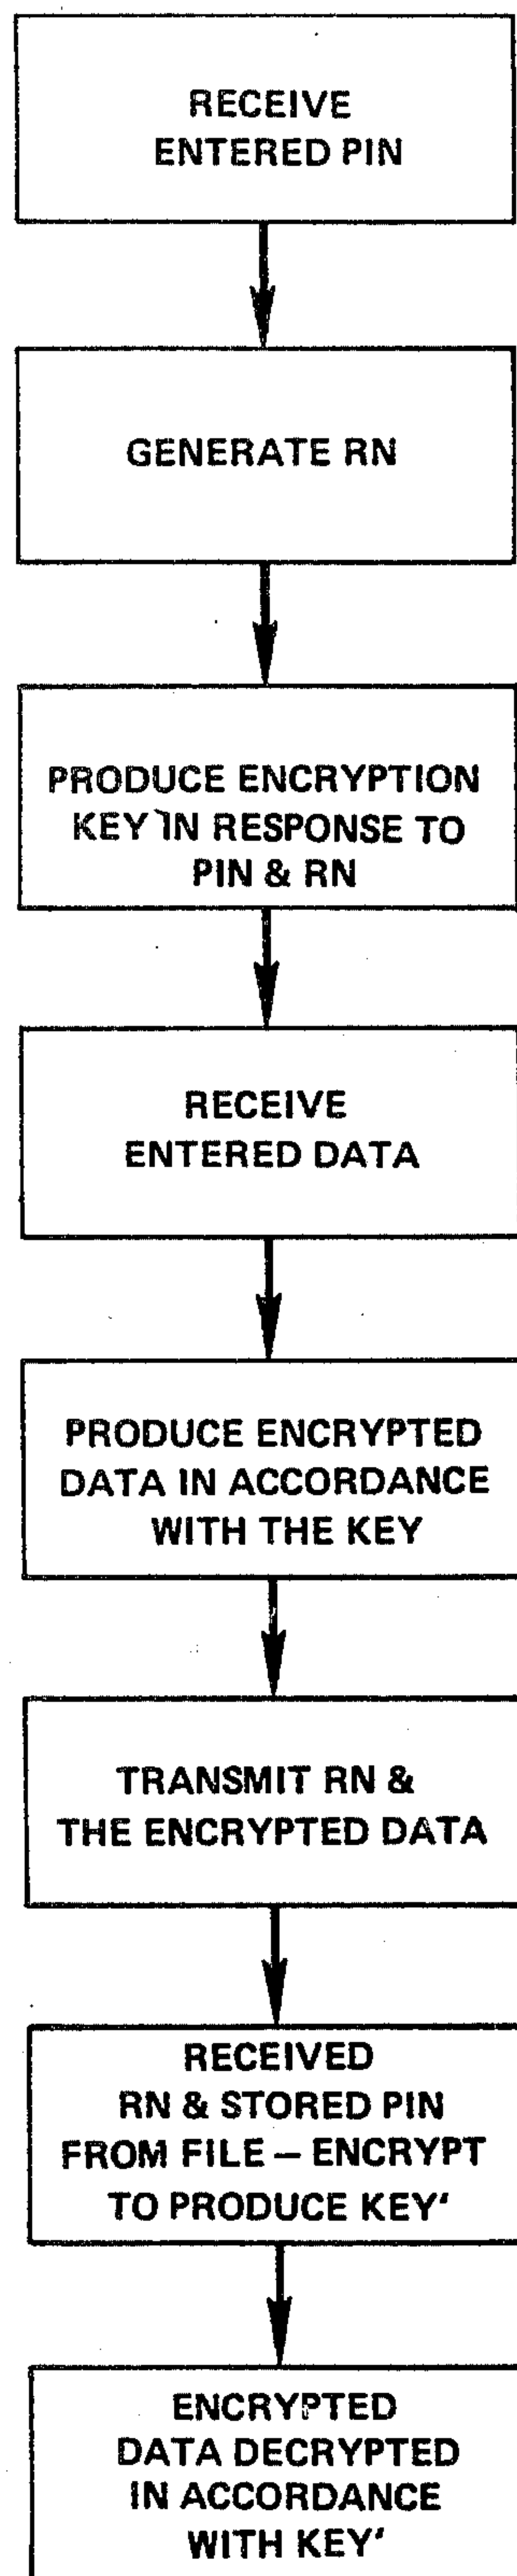 RECEIVE
ENTERED PIN
GENERATE RN
PRODUCE ENCRYPTION
KEY IN RESPONSE TO
PIN & RN
RECEIVE
ENTERED DATA
PRODUCE ENCRYPTED
DATA IN ACCORDANCE
WITH THE KEY
TRANSMIT RN &
THE ENCRYPTED DATA
RECEIVED
RN & STORED PIN
FROM FILE – ENCRYPT
TO PRODUCE KEY'
ENCRYPTED
DATA DECRYPTED
IN ACCORDANCE
WITH KEY'